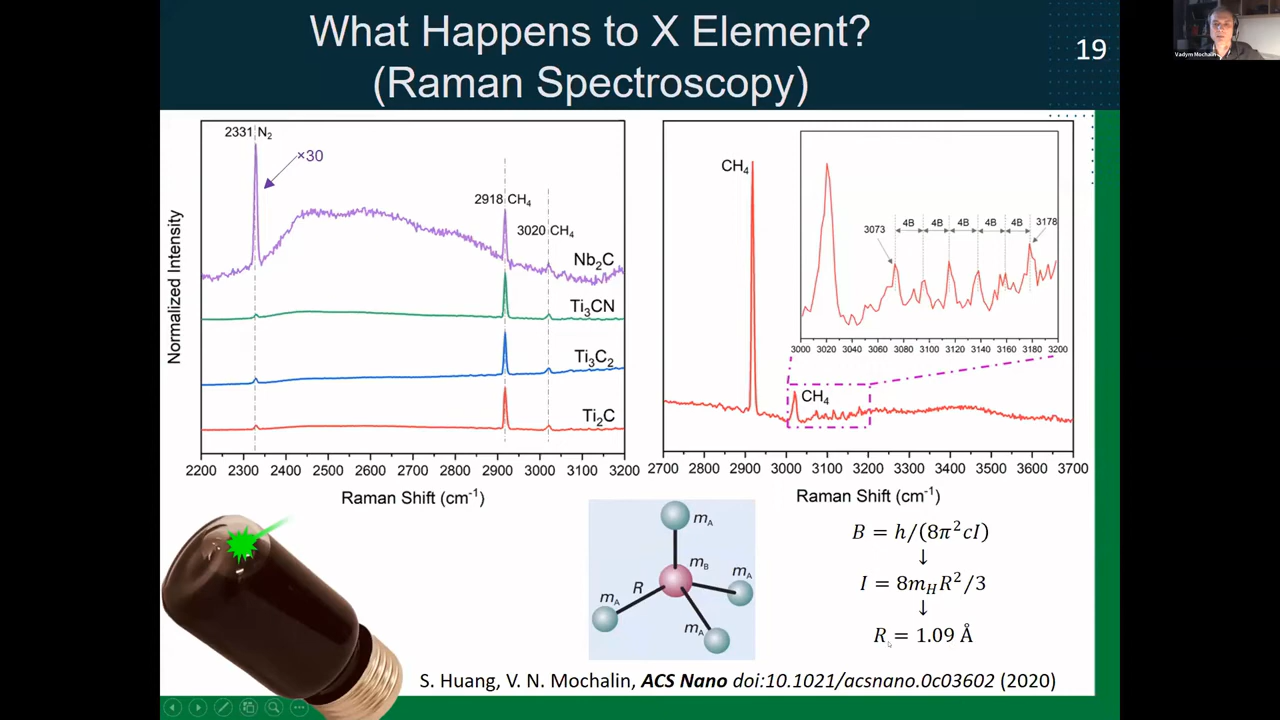 What Happens to X Element?
(Raman Spectroscopy)
19
Vadym Mochalin
Normalized Intensity
2331 N₂
×30
2918 CH₄
3020 CH₄
Nb₂C
Ti₃CN
Ti₃C₂
Ti₂C
2200 2300 2400 2500 2600 2700 2800 2900 3000 3100 3200
Raman Shift (cm⁻¹)
CH₄
4B 4B 4B 4B 4B
3073
3178
3000 3020 3040 3060 3080 3100 3120 3140 3160 3180 3200
CH₄
2700 2800 2900 3000 3100 3200 3300 3400 3500 3600 3700
Raman Shift (cm⁻¹)
m_A
m_B
R
m_A
m_A
m_A
B = h/(8π²cI)
↓
I = 8m_HR²/3
↓
R = 1.09 Å
S. Huang, V. N. Mochalin, ACS Nano doi:10.1021/acsnano.0c03602 (2020)